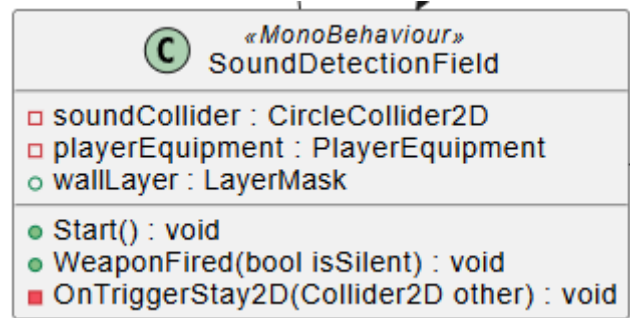 C
«MonoBehaviour»
SoundDetectionField
soundCollider : CircleCollider2D
playerEquipment : PlayerEquipment
wallLayer : LayerMask
Start() : void
WeaponFired(bool isSilent) : void
OnTriggerStay2D(Collider2D other) : void